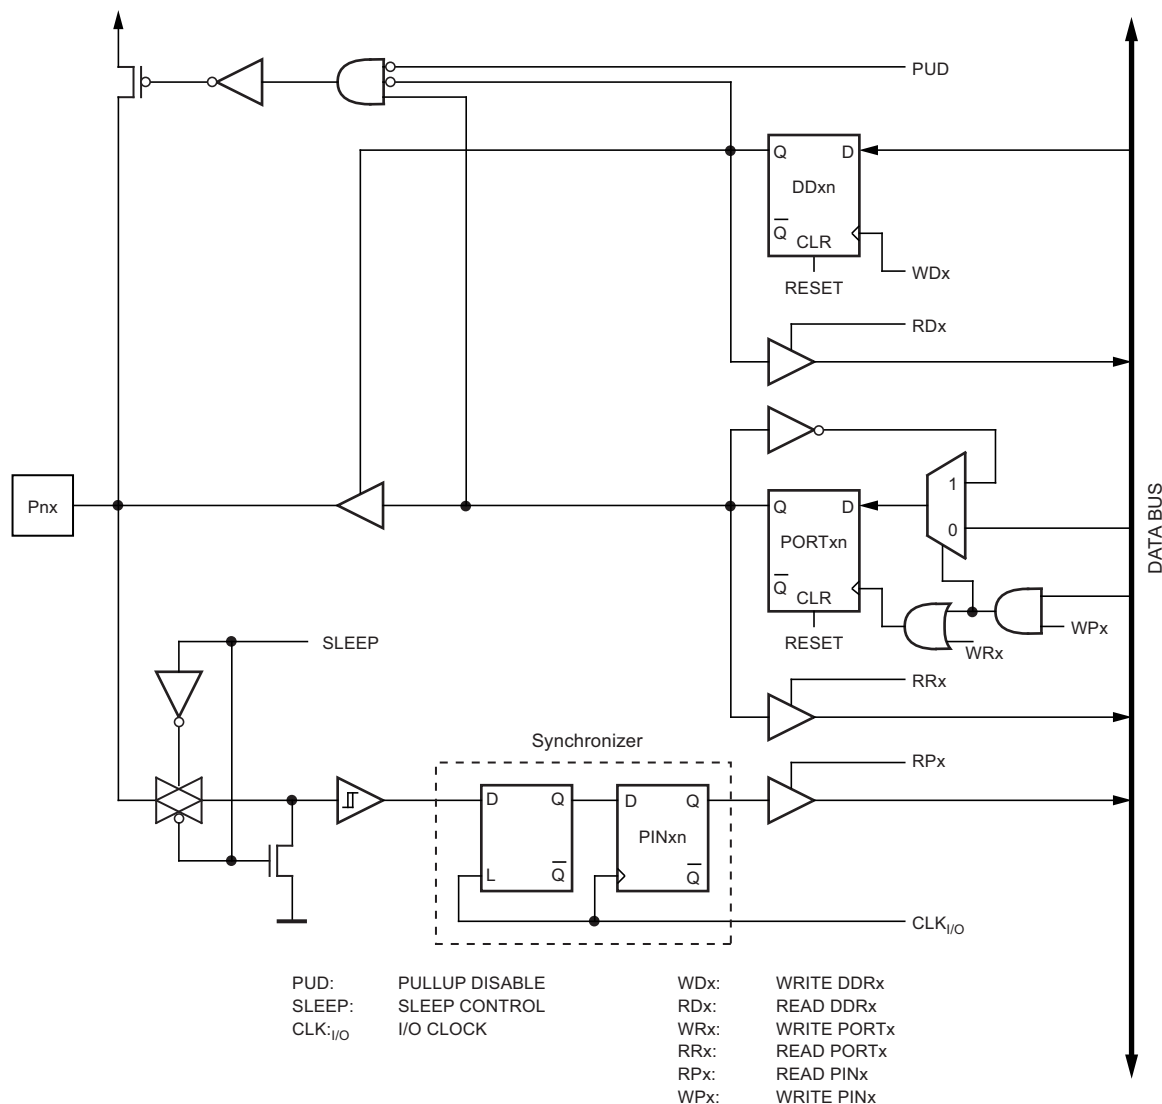 PUD
Q D
DDxn
Q
CLR
WDx
RESET
RDx
1
Pnx
Q D
0
PORTxn
DATA BUS
Q
CLR
WPx
RESET
WRx
SLEEP
RRx
Synchronizer
RPx
D Q D Q
PINxn
L Q Q
CLKI/O
PUD: PULLUP DISABLE WDx: WRITE DDRx
SLEEP: SLEEP CONTROL RDx: READ DDRx
CLK:I/O I/O CLOCK WRx: WRITE PORTx
RRx: READ PORTx
RPx: READ PINx
WPx: WRITE PINx